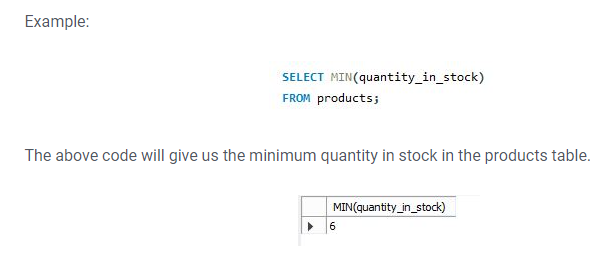 Example:
SELECT MIN(quantity_in_stock)
FROM products;
The above code will give us the minimum quantity in stock in the products table.
MIN(quantity_in_stock)
6